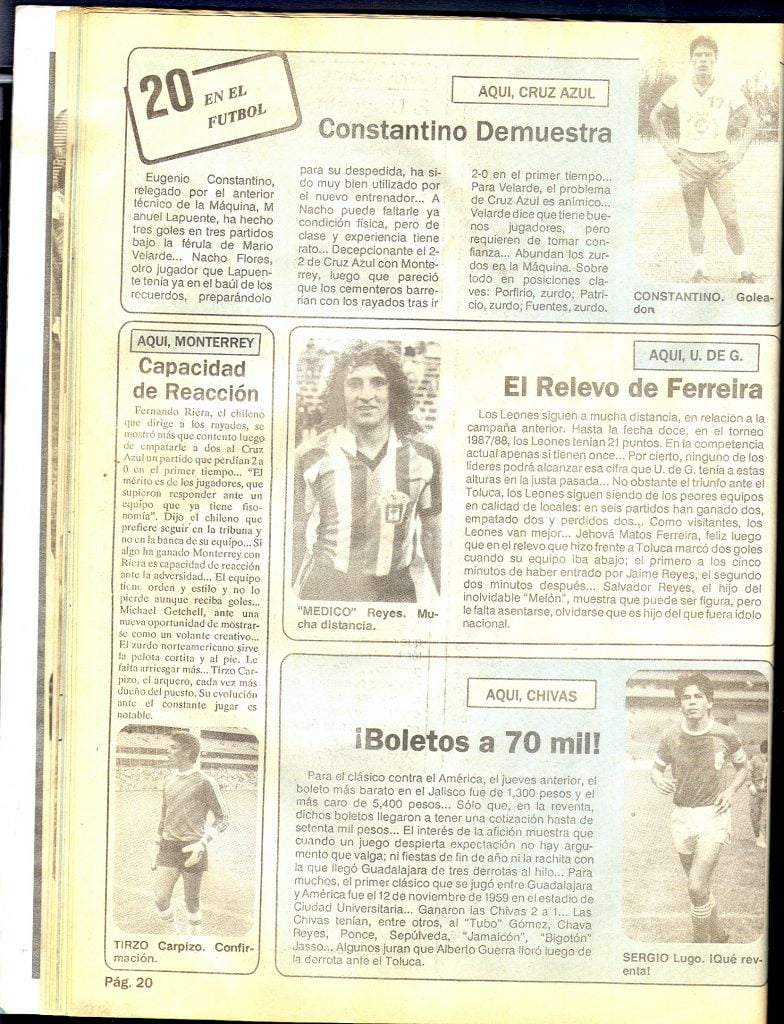 20 EN EL
FUTBOL
AQUI, CRUZ AZUL
Constantino Demuestra
Eugenio Constantino,
relegado por el anterior
técnico de la Máquina, M
anuel Lapuente, ha hecho
tres goles en tres partidos
bajo la férula de Mario
Velarde... Nacho Flores,
otro jugador que Lapuen-
te tenía ya en el baúl de los
recuerdos, preparándolo
para su despedida, ha si-
do muy bien utilizado por
el nuevo entrenador... A
Nacho puede faltarle ya
condición física, pero de
clase y experiencia tiene
rato... Decepcionante el 2-
2 de Cruz Azul con Monte-
rrey, luego que pareció
que los cementeros barre-
rían con los rayados tras ir
2-0 en el primer tiempo...
Para Velarde, el problema
de Cruz Azul es anímico...
Velarde dice que tiene bue-
nos jugadores, pero
requieren de tomar con-
fianza... Abundan los zur-
dos en la Máquina. Sobre
todo en posiciones cla-
ves: Porfirio, zurdo; Patri-
cio, zurdo; Fuentes, zurdo.
17
CONSTANTINO. Golea-
don
AQUI, MONTERREY
Capacidad
de Reacción
Fernando Riera, el chileno
que dirige a los rayados, se
mostró más que contento luego
de empatarle a dos al Cruz
Azul un partido que perdían 2 a
0 en el primer tiempo... "El
mérito es de los jugadores, que
supieron responder ante un
equipo que ya tiene fiso-
nomía". Dijo el chileno que
prefiere seguir en la tribuna y
no en la banca de su equipo... Si
algo ha ganado Monterrey con
Riera es capacidad de reacción
ante la adversidad... El equipo
tiene orden y estilo y no lo
pierde aunque reciba goles...
Michael Getchell, ante una
nueva oportunidad de mostrar-
se como un volante creativo...
El zurdo norteamericano sirve
la pelota cortita y al pie. Le
falta arriesgar más... Tirzo Car-
pizo, el arquero, cada vez más
dueño del puesto. Su evolución
ante el constante jugar es
notable.
TIRZO Carpizo. Confir-
mación.
"MEDICO" Reyes. Mu-
cha distancia.
AQUI, U. DE G.
El Relevo de Ferreira
Los Leones siguen a mucha distancia, en relación a la
campaña anterior. Hasta la fecha doce, en el torneo
1987/88, los Leones tenían 21 puntos. En la competencia
actual apenas si tienen once... Por cierto, ninguno de los
líderes podrá alcanzar esa cifra que U. de G. tenía a estas
alturas en la justa pasada... No obstante el triunfo ante el
Toluca, los Leones siguen siendo de los peores equipos
en calidad de locales: en seis partidos han ganado dos,
empatado dos y perdidos dos... Como visitantes, los
Leones van mejor... Jehová Matos Ferreira, feliz luego
que en el relevo que hizo frente a Toluca marcó dos goles
cuando su equipo iba abajo; el primero a los cinco
minutos de haber entrado por Jaime Reyes, el segundo
dos minutos después... Salvador Reyes, el hijo del
inolvidable "Melón", muestra que puede ser figura, pero
le falta asentarse, olvidarse que es hijo del que fuera ídolo
nacional.
AQUI, CHIVAS
¡Boletos a 70 mil!
Para el clásico contra el América, el jueves anterior, el
boleto más barato en el Jalisco fue de 1,300 pesos y el
más caro de 5,400 pesos... Sólo que, en la reventa,
dichos boletos llegaron a tener una cotización hasta de
setenta mil pesos... El interés de la afición muestra que
cuando un juego despierta expectación no hay argu
mento que valga; ni fiestas de fin de año ni la rachita con
la que llegó Guadalajara de tres derrotas al hilo... Para
muchos, el primer clásico que se jugó entre Guadalajara
y América fue el 12 de noviembre de 1959 en el estadio de
Ciudad Universitaria... Ganaron las Chivas 2 a 1... Las
Chivas tenían, entre otros, al "Tubo" Gómez, Chava
Reyes, Ponce, Sepúlveda, "Jamaicón", "Bigotón"
Jasso... Algunos juran que Alberto Guerra lloró luego de
la derrota ante el Toluca.
SERGIO Lugo. ¡Qué rev-
enta!
Pág. 20